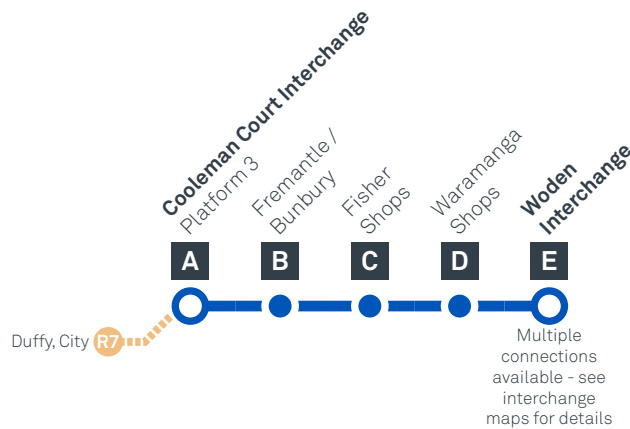 Cooleman Court Interchange
Platform 3
Fremantle /
Bunbury
Fisher
Shops
Waramanga
Shops
Woden
Interchange
A
B
C
D
E
Duffy, City R7
Multiple
connections
available - see
interchange
maps for details